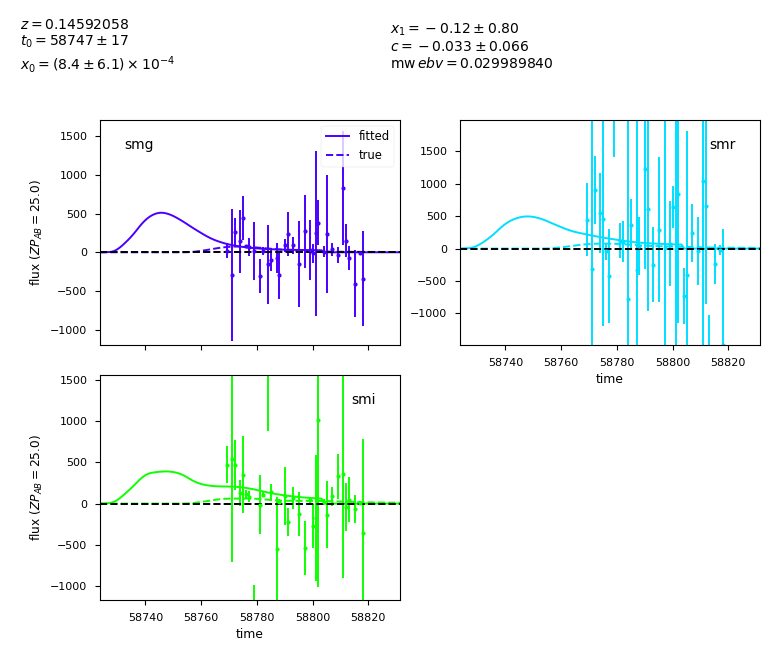 z = 0.14592058
t₀ = 58747 ± 17
x₀ = (8.4 ± 6.1) × 10⁻⁴
x₁ = −0.12 ± 0.80
c = −0.033 ± 0.066
mw ebv = 0.029989840
smg
fitted
true
1500
1000
500
0
−500
−1000
flux (ZP_AB = 25.0)
smr
1500
1000
500
0
−500
−1000
58740 58760 58780 58800 58820
time
smi
1500
1000
500
0
−500
−1000
flux (ZP_AB = 25.0)
58740 58760 58780 58800 58820
time